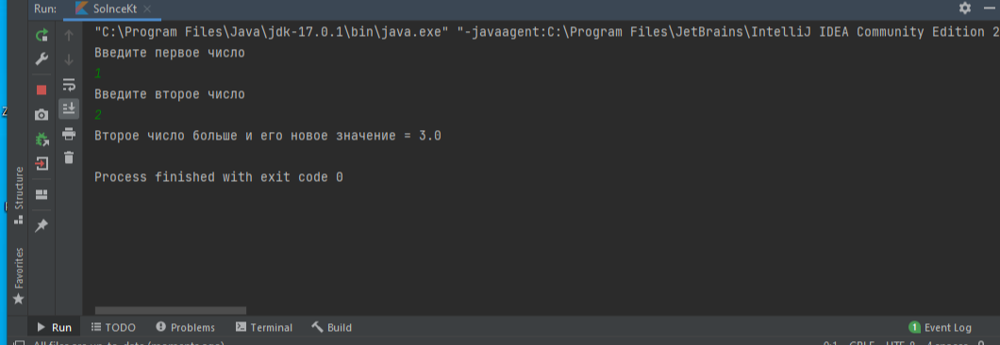 Run: SolnceKt
"C:\Program Files\Java\jdk-17.0.1\bin\java.exe" "-javaagent:C:\Program Files\JetBrains\IntelliJ IDEA Community Edition 2
Введите первое число
1
Введите второе число
2
Второе число больше и его новое значение = 3.0
Process finished with exit code 0
Structure
Favorites
Run TODO Problems Terminal Build 1 Event Log